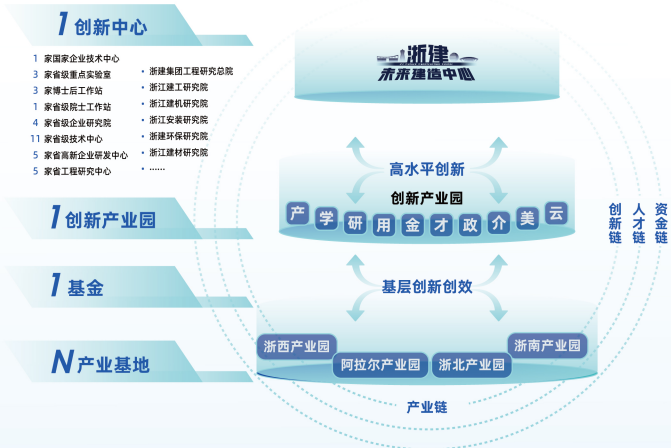 1 创新中心
1 家国家企业技术中心
3 家省级重点实验室
3 家博士后工作站
1 家省级院士工作站
4 家省级企业研究院
11 家省级技术中心
5 家省高新企业研发中心
5 家省工程研究中心
· 浙建集团工程研究总院
· 浙江建工研究院
· 浙江建机研究院
· 浙江安装研究院
· 浙建环保研究院
· 浙江建材研究院
· ……
1 创新产业园
1 基金
N 产业基地
浙建
未来建造中心
高水平创新
创新产业园
产 学 研 用 金 才 政 介 美 云
基层创新创效
浙西产业园
阿拉尔产业园
浙北产业园
浙南产业园
产业链
创新链
人才链
资金链